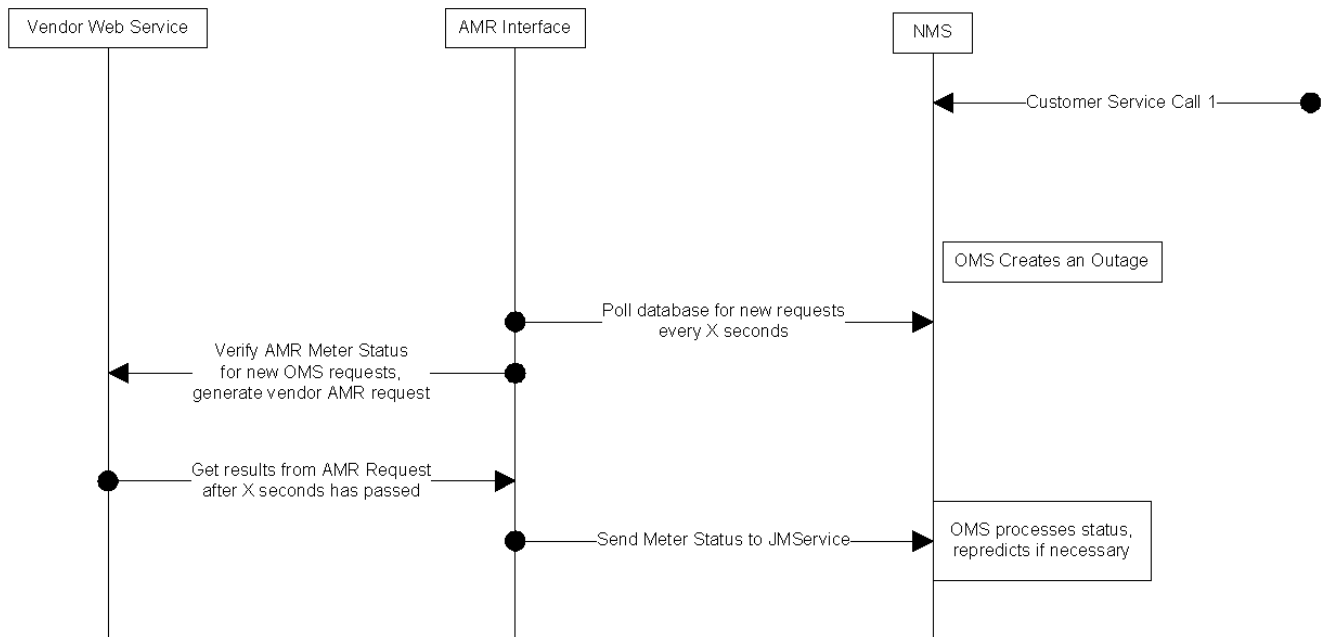 Vendor Web Service
AMR Interface
NMS
Customer Service Call 1
OMS Creates an Outage
Poll database for new requests
every X seconds
Verify AMR Meter Status
for new OMS requests,
generate vendor AMR request
Get results from AMR Request
after X seconds has passed
Send Meter Status to JMService
OMS processes status,
repredicts if necessary